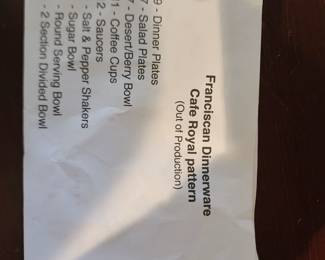 Franciscan Dinnerware
Cafe Royal pattern
(Out of Production)
9 - Dinner Plates
7 - Salad Plates
7 - Desert/Berry Bowl
11 - Coffee Cups
2 - Saucers
- Salt & Pepper Shakers
- Sugar Bowl
- Round Serving Bowl
- 2 Section Divided Bowl